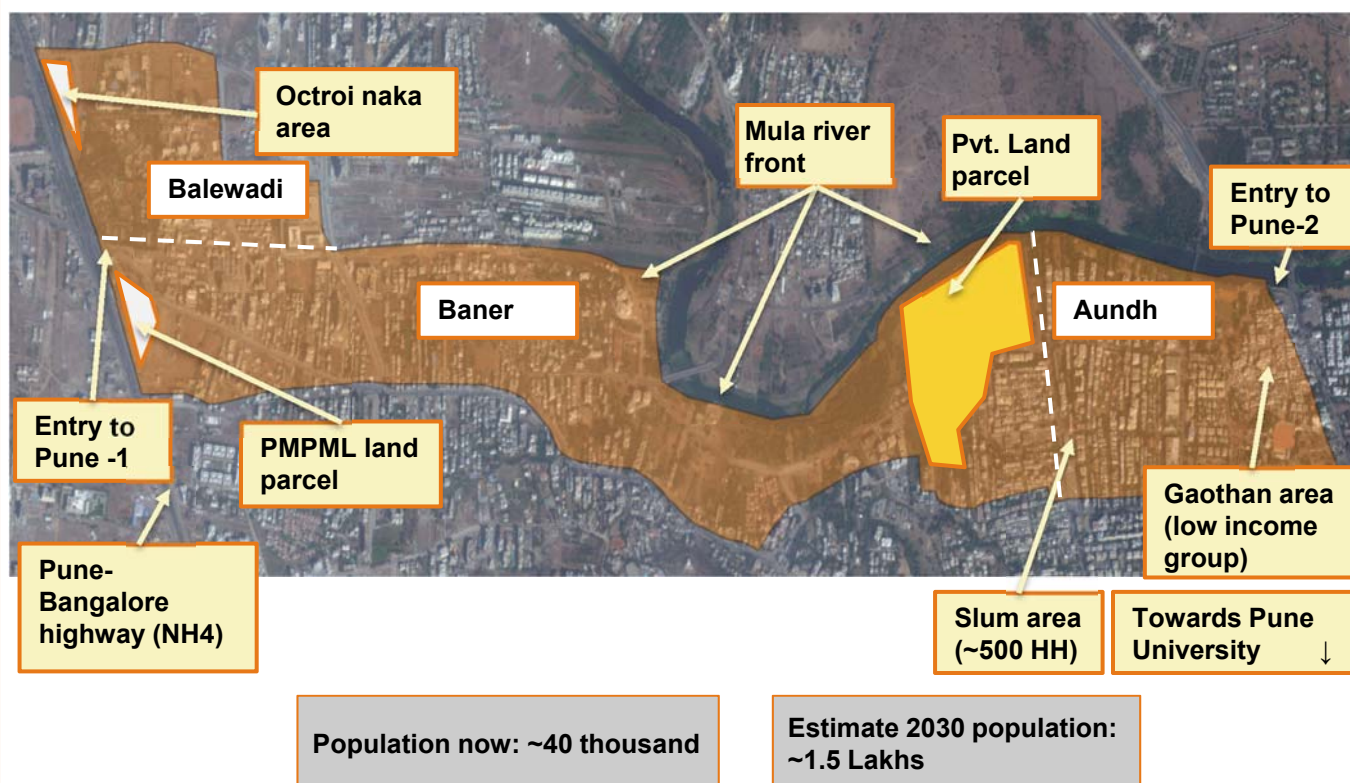 Octroi naka
area
Balewadi
Mula river
front
Pvt. Land
parcel
Entry to
Pune-2
Baner
Aundh
Entry to
Pune -1
PMPML land
parcel
Gaothan area
(low income
group)
Pune-
Bangalore
highway (NH4)
Slum area
(~500 HH)
Towards Pune
University ↓
Population now: ~40 thousand
Estimate 2030 population:
~1.5 Lakhs